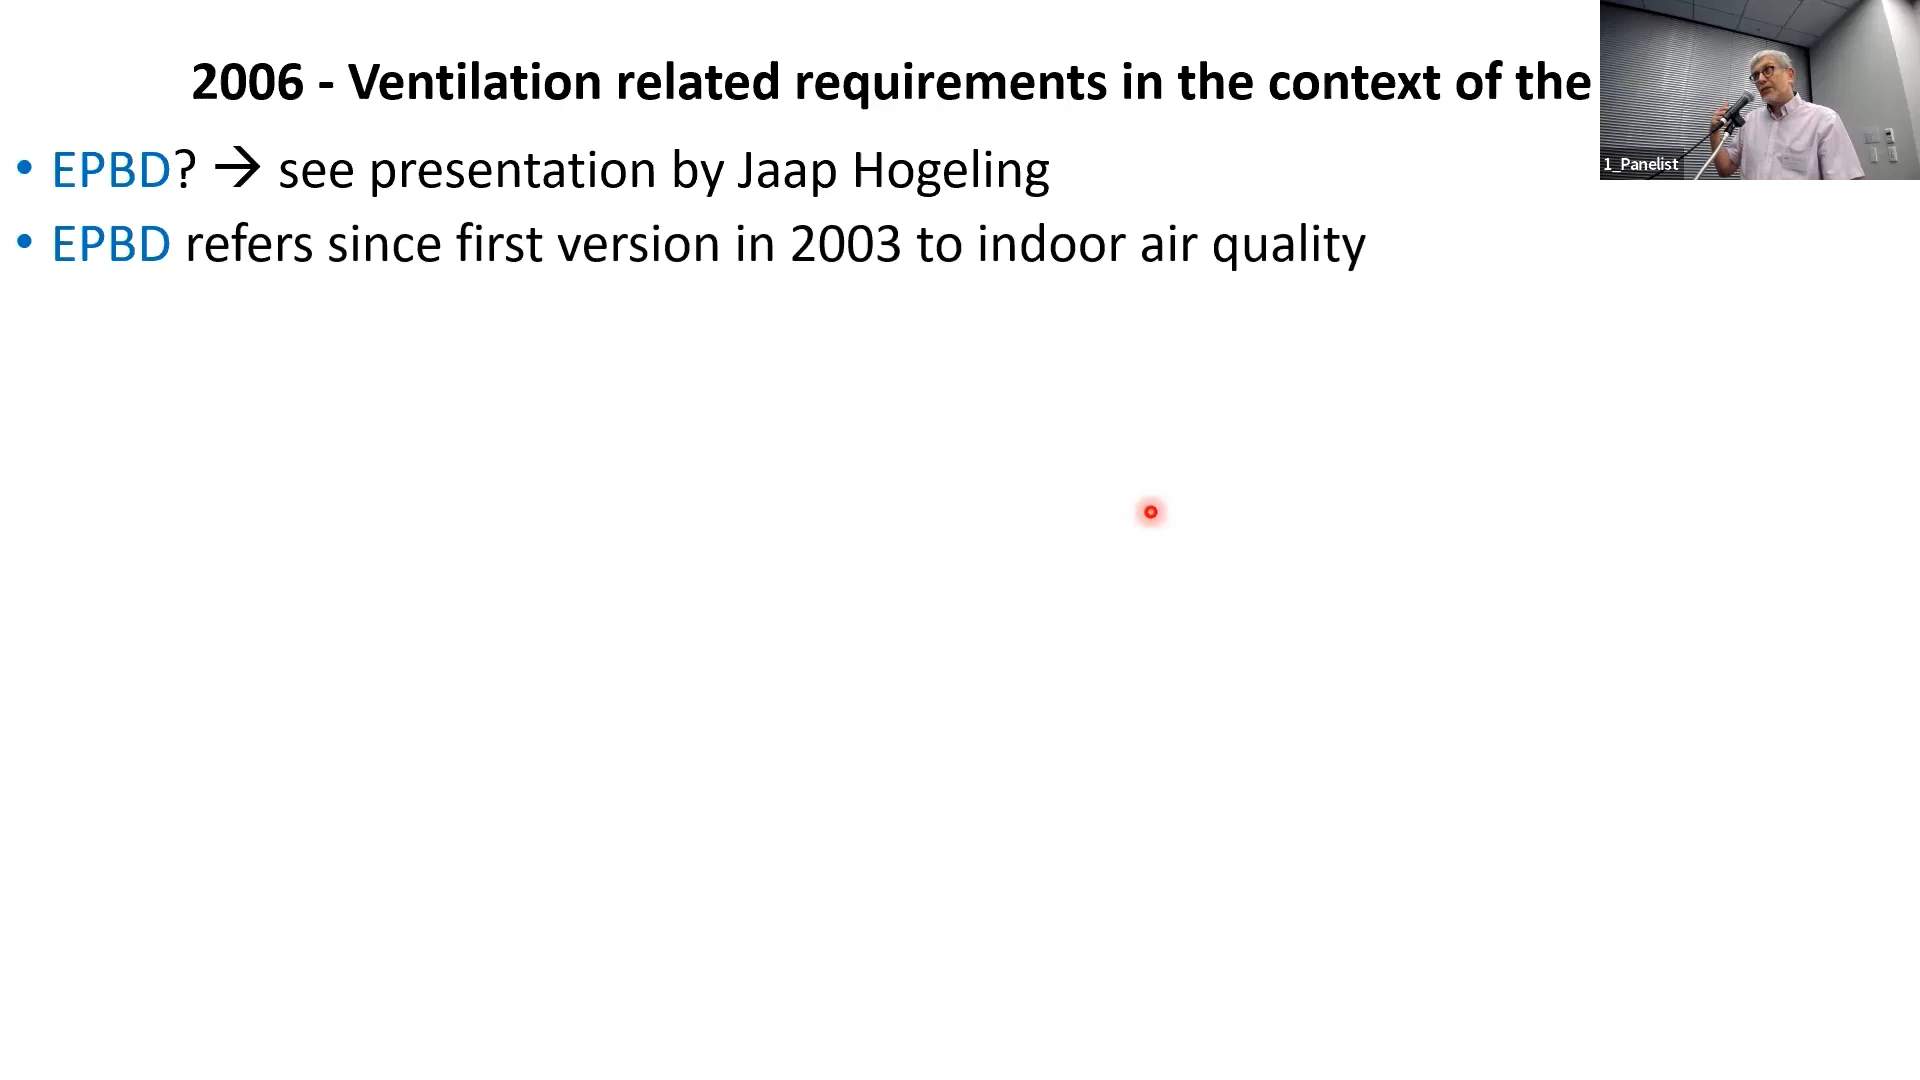 2006 - Ventilation related requirements in the context of the
• EPBD? → see presentation by Jaap Hogeling
• EPBD refers since first version in 2003 to indoor air quality
1_Panelist